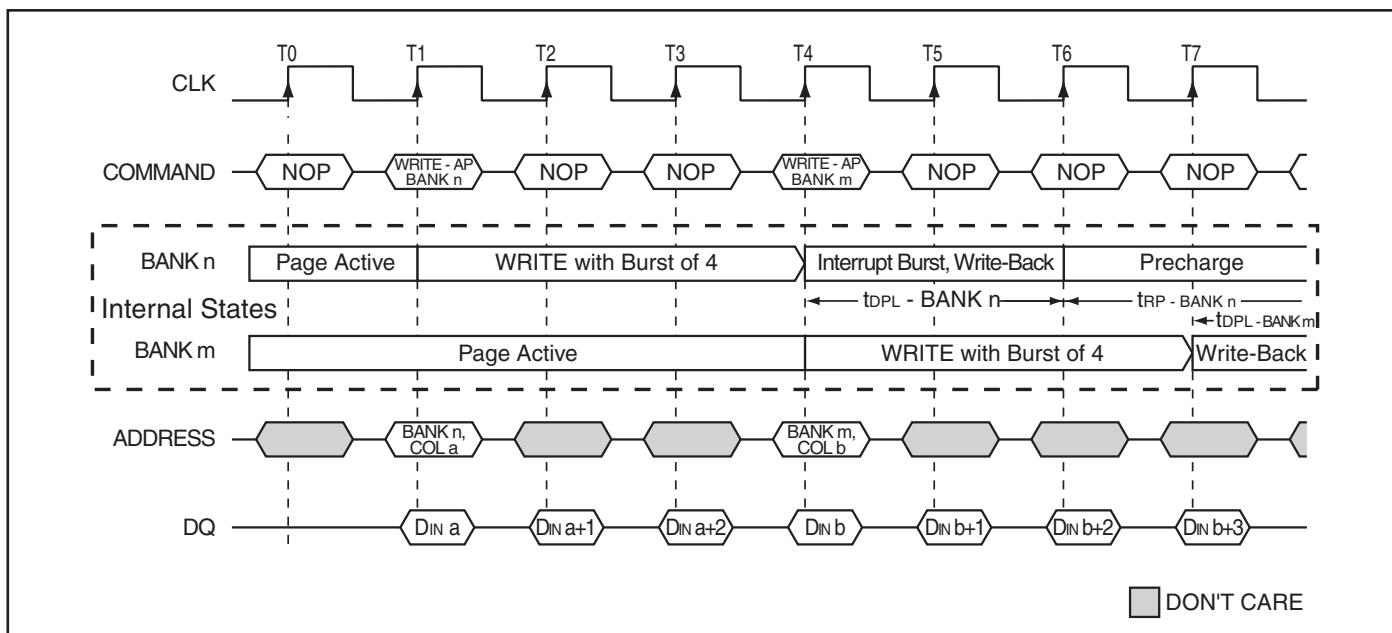 T0 T1 T2 T3 T4 T5 T6 T7
CLK
COMMAND NOP WRITE - AP BANK n NOP NOP WRITE - AP BANK m NOP NOP NOP
BANK n Page Active WRITE with Burst of 4 Interrupt Burst, Write-Back Precharge
tDPL - BANK n tRP - BANK n
Internal States
tDPL - BANK m
BANK m Page Active WRITE with Burst of 4 Write-Back
ADDRESS BANK n, COL a BANK m, COL b
DQ DIN a DIN a+1 DIN a+2 DIN b DIN b+1 DIN b+2 DIN b+3
DON'T CARE